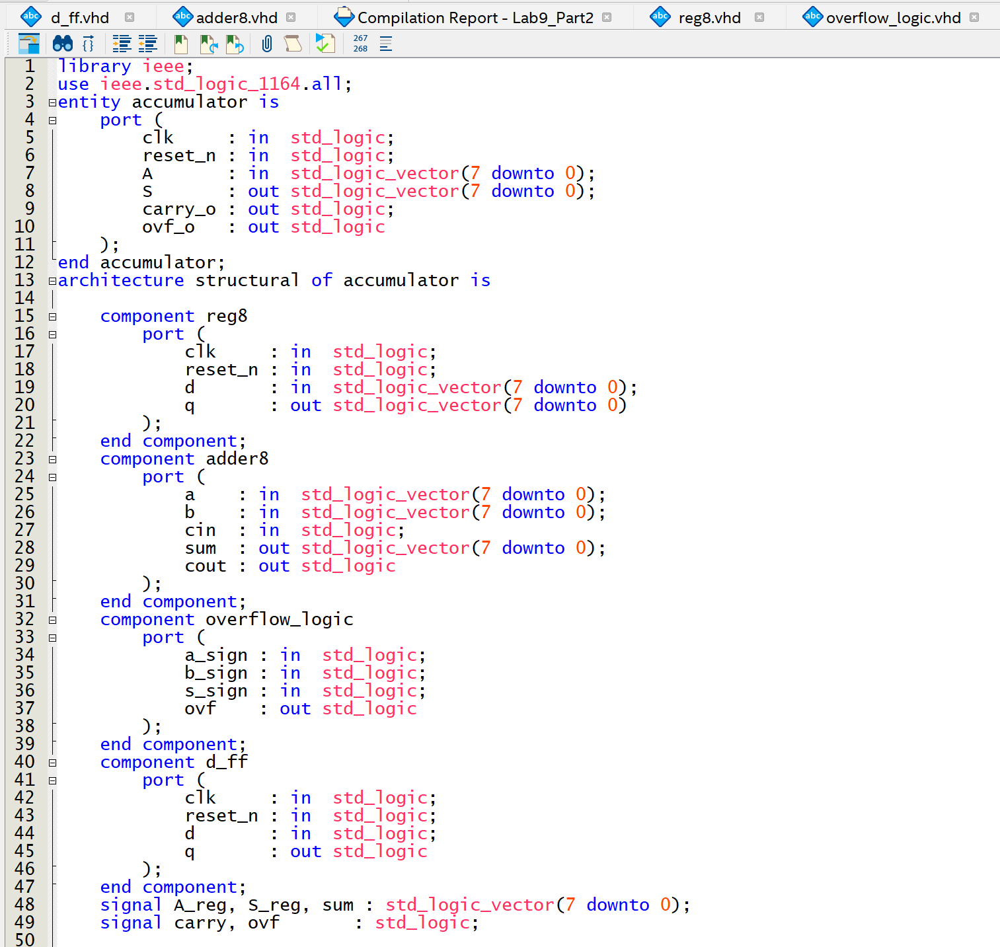 d_ff.vhd adder8.vhd Compilation Report - Lab9_Part2 reg8.vhd overflow_logic.vhd
267
268
1 library ieee;
2 use ieee.std_logic_1164.all;
3 entity accumulator is
4     port (
5         clk     : in  std_logic;
6         reset_n : in  std_logic;
7         A       : in  std_logic_vector(7 downto 0);
8         S       : out std_logic_vector(7 downto 0);
9         carry_o : out std_logic;
10         ovf_o   : out std_logic
11     );
12 end accumulator;
13 architecture structural of accumulator is
14
15     component reg8
16         port (
17             clk     : in  std_logic;
18             reset_n : in  std_logic;
19             d       : in  std_logic_vector(7 downto 0);
20             q       : out std_logic_vector(7 downto 0)
21         );
22     end component;
23     component adder8
24         port (
25             a    : in  std_logic_vector(7 downto 0);
26             b    : in  std_logic_vector(7 downto 0);
27             cin  : in  std_logic;
28             sum  : out std_logic_vector(7 downto 0);
29             cout : out std_logic
30         );
31     end component;
32     component overflow_logic
33         port (
34             a_sign : in  std_logic;
35             b_sign : in  std_logic;
36             s_sign : in  std_logic;
37             ovf    : out std_logic
38         );
39     end component;
40     component d_ff
41         port (
42             clk     : in  std_logic;
43             reset_n : in  std_logic;
44             d       : in  std_logic;
45             q       : out std_logic
46         );
47     end component;
48     signal A_reg, S_reg, sum : std_logic_vector(7 downto 0);
49     signal carry, ovf       : std_logic;
50